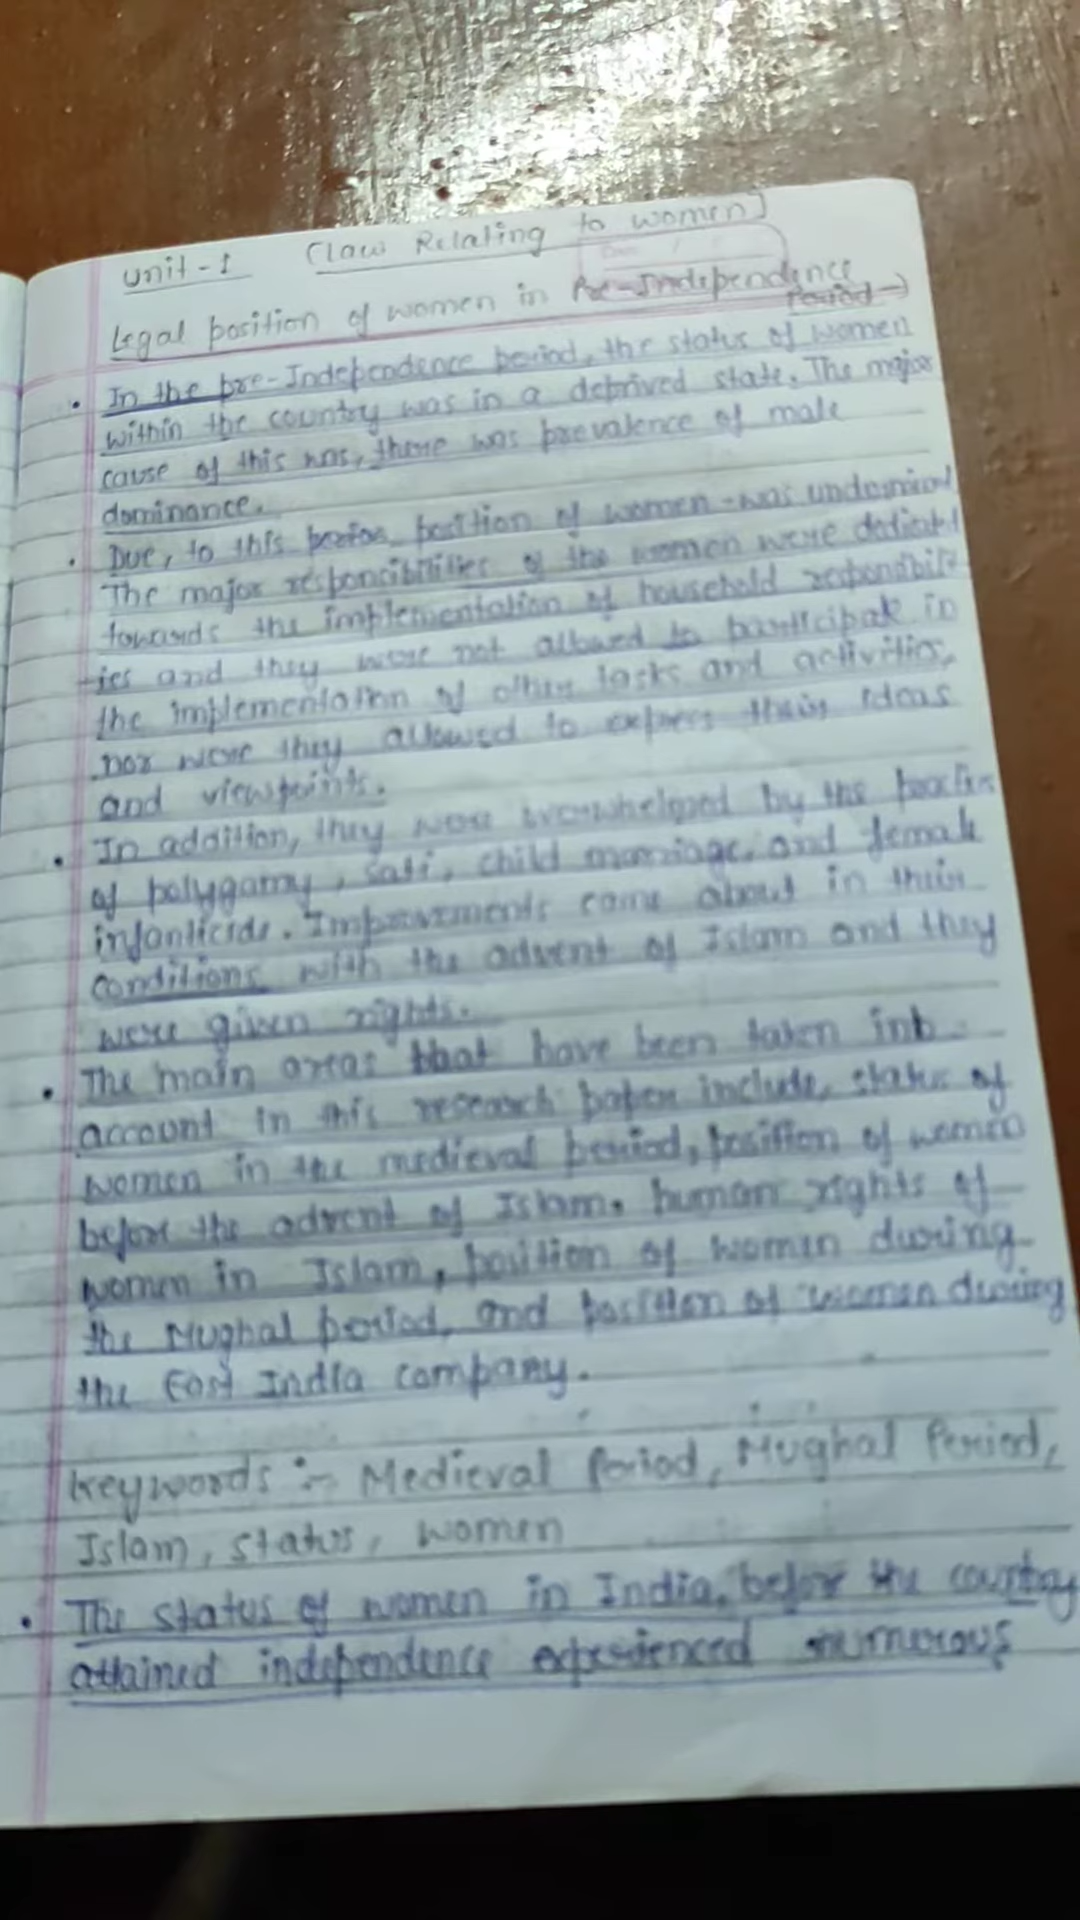 Unit-1 [Law Relating to women]
Legal position of women in Pre-Independence
Period →
• In the pre-Independence period, the status of women
within the country was in a deprived state. The major
cause of this was, there was prevalence of male
dominance.
• Due, to this position of women was
The major responcibilities of the women were
towards the implementation of household responsibilit
-ies and they were not allowed to participate in
the implementation of other tasks and activities,
nor were they allowed to express their ideas
and viewpoints.
• In addition, they were overwhelmed by the
of polygamy, sati, child marriage, and female
infanticide. Improvements came about in their
conditions with the advent of Islam and they
were given rights.
• The main areas that have been taken into
account in this research paper include, status of
women in the medieval period, position of women
before the advent of Islam. human rights of
women in Islam, position of women during
the Mughal period, and position of women during
the East India company.
Keywords :- Medieval Period, Mughal Period,
Islam, status, women
• The status of women in India, before the country
attained independence experienced numerous